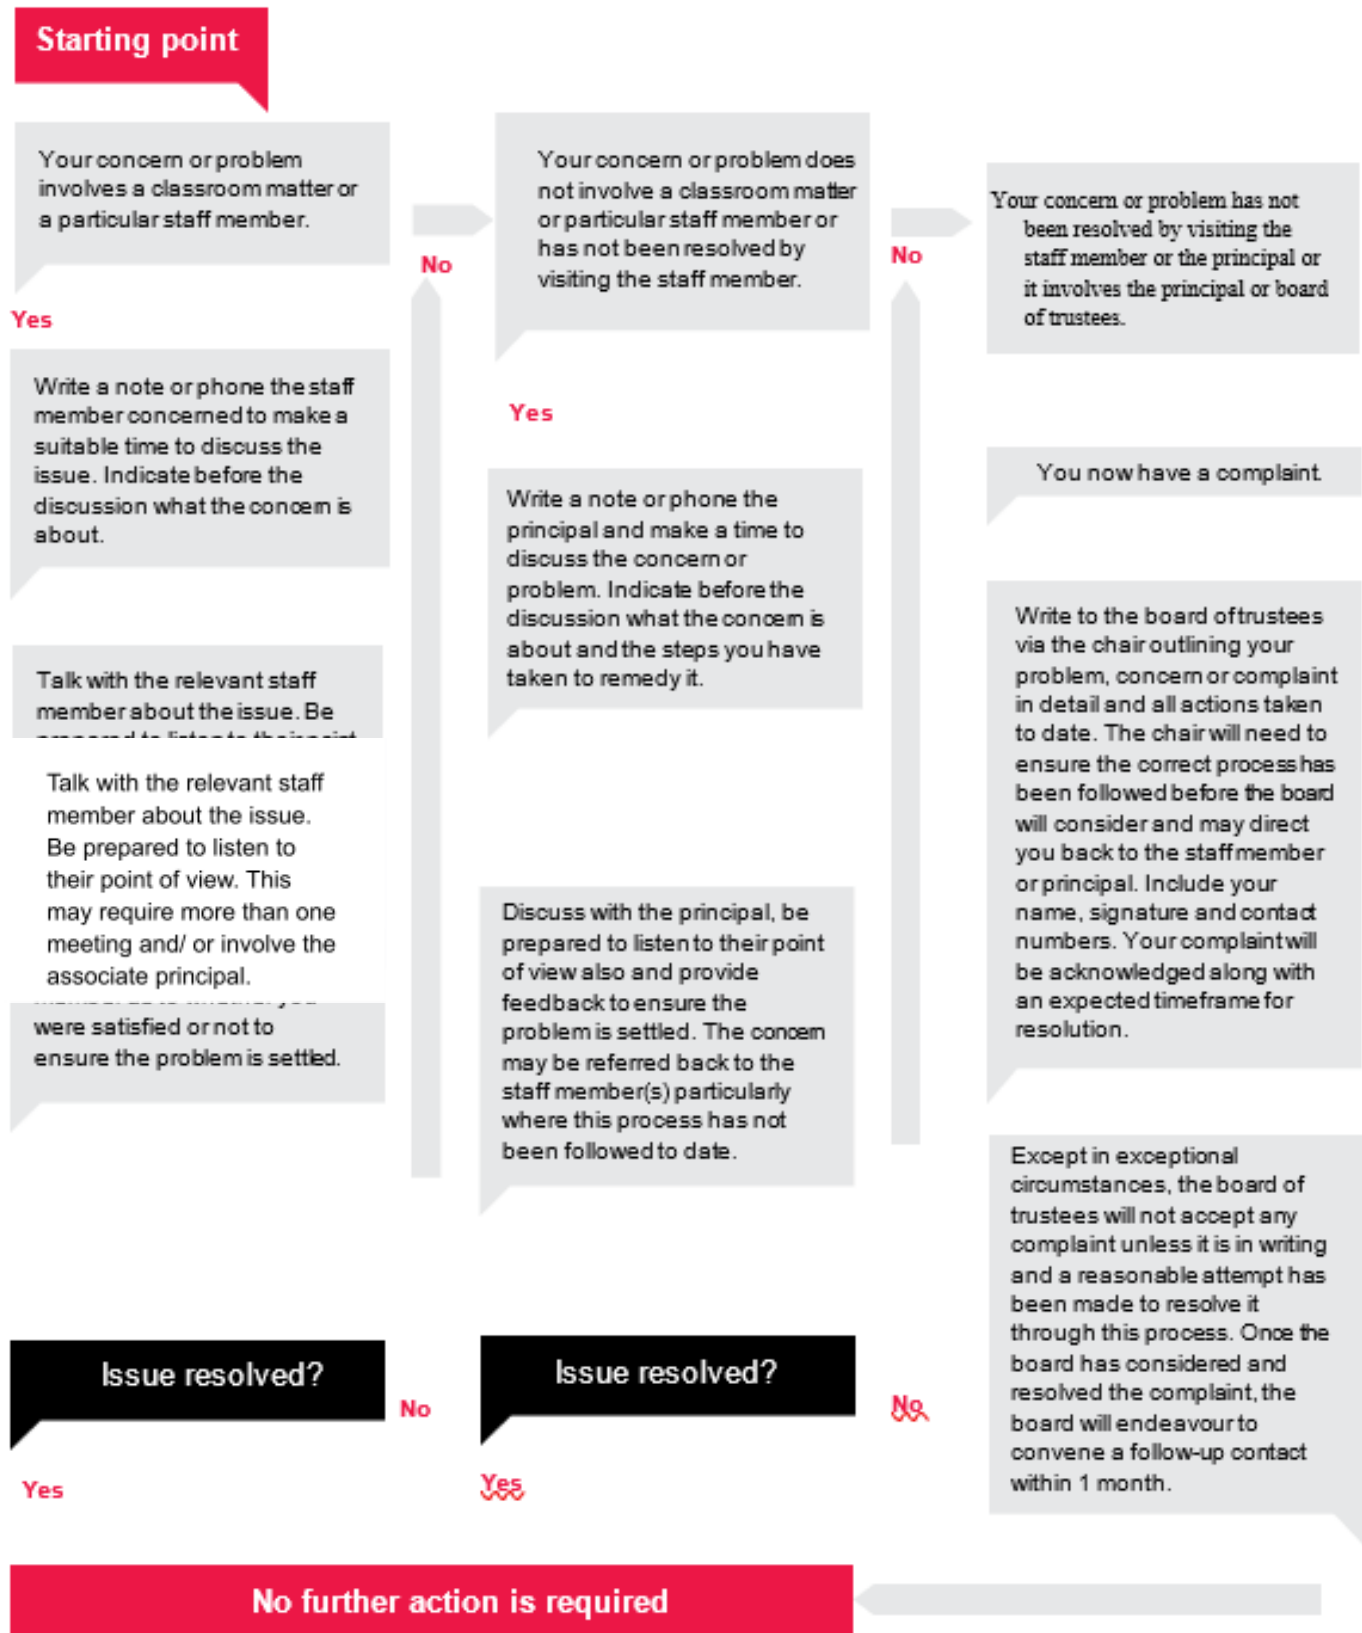 Starting point
Your concern or problem
involves a classroom matter or
a particular staff member.
Yes
Write a note or phone the staff
member concerned to make a
suitable time to discuss the
issue. Indicate before the
discussion what the concern is
about.
Talk with the relevant staff
member about the issue. Be
Talk with the relevant staff
member about the issue.
Be prepared to listen to
their point of view. This
may require more than one
meeting and/ or involve the
associate principal.
were satisfied or not to
ensure the problem is settled.
Issue resolved?
No
Yes
No
Your concern or problem does
not involve a classroom matter
or particular staff member or
has not been resolved by
visiting the staff member.
Yes
Write a note or phone the
principal and make a time to
discuss the concern or
problem. Indicate before the
discussion what the concern is
about and the steps you have
taken to remedy it.
Discuss with the principal, be
prepared to listen to their point
of view also and provide
feedback to ensure the
problem is settled. The concern
may be referred back to the
staff member(s) particularly
where this process has not
been followed to date.
Issue resolved?
No
Yes
No
Your concern or problem has not
been resolved by visiting the
staff member or the principal or
it involves the principal or board
of trustees.
You now have a complaint.
Write to the board of trustees
via the chair outlining your
problem, concern or complaint
in detail and all actions taken
to date. The chair will need to
ensure the correct process has
been followed before the board
will consider and may direct
you back to the staff member
or principal. Include your
name, signature and contact
numbers. Your complaint will
be acknowledged along with
an expected timeframe for
resolution.
Except in exceptional
circumstances, the board of
trustees will not accept any
complaint unless it is in writing
and a reasonable attempt has
been made to resolve it
through this process. Once the
board has considered and
resolved the complaint, the
board will endeavour to
convene a follow-up contact
within 1 month.
No further action is required